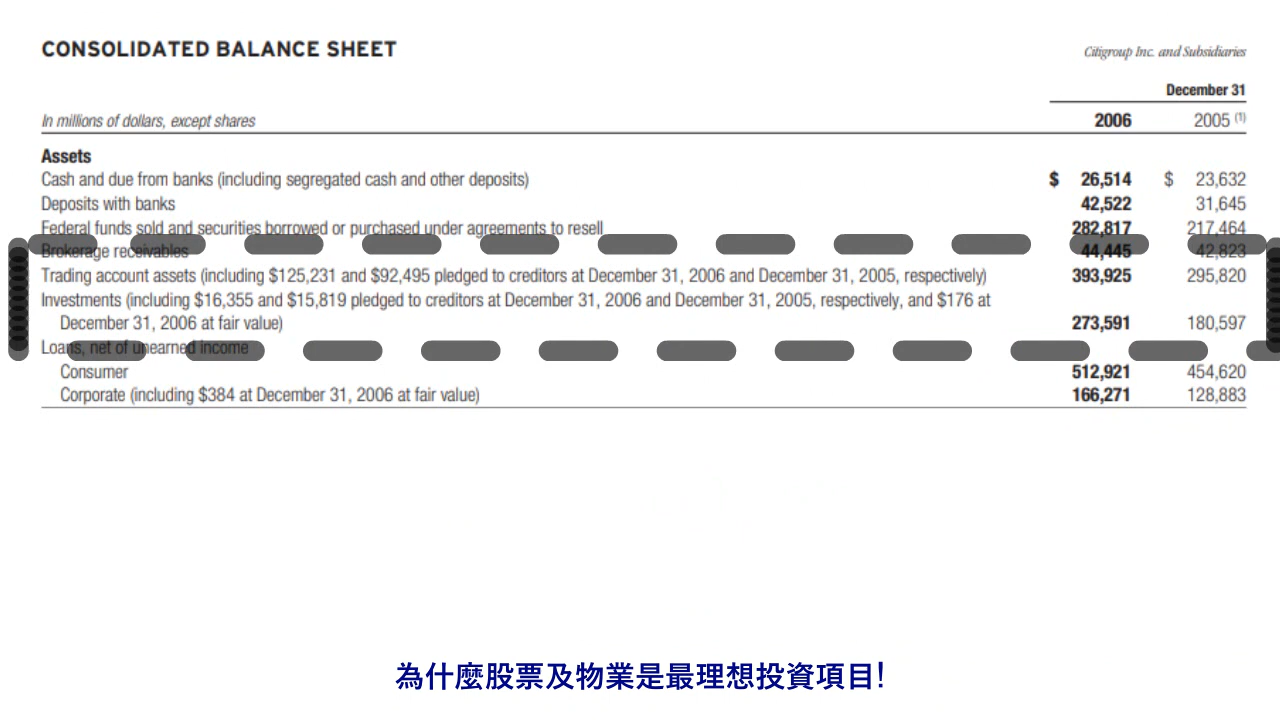 CONSOLIDATED BALANCE SHEET
Citigroup Inc. and Subsidiaries
December 31
In millions of dollars, except shares 2006 2005 (1)
Assets
Cash and due from banks (including segregated cash and other deposits) $ 26,514 $ 23,632
Deposits with banks 42,522 31,645
Federal funds sold and securities borrowed or purchased under agreements to resell 282,817 217,464
Brokerage receivables 44,445 42,823
Trading account assets (including $125,231 and $92,495 pledged to creditors at December 31, 2006 and December 31, 2005, respectively) 393,925 295,820
Investments (including $16,355 and $15,819 pledged to creditors at December 31, 2006 and December 31, 2005, respectively, and $176 at
December 31, 2006 at fair value) 273,591 180,597
Loans, net of unearned income
Consumer 512,921 454,620
Corporate (including $384 at December 31, 2006 at fair value) 166,271 128,883
為什麼股票及物業是最理想投資項目!